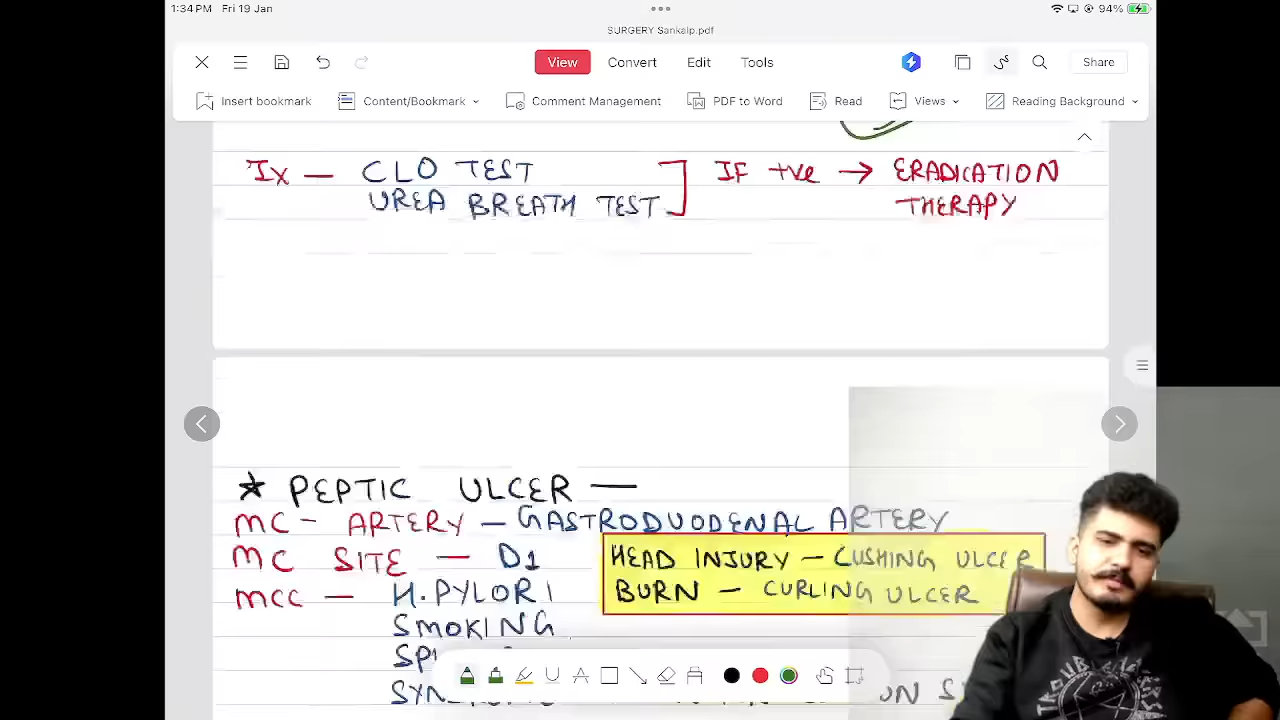 1:34 PM Fri 19 Jan
94%
SURGERY Sankalp.pdf
View Convert Edit Tools Share
Insert bookmark Content/Bookmark Comment Management PDF to Word Read Views Reading Background
Ix — CLO TEST
UREA BREATH TEST
IF +ve → ERADICATION
THERAPY
★ PEPTIC ULCER —
MC - ARTERY - GASTRODUODENAL ARTERY
MC SITE — D1
HEAD INJURY - CUSHING ULCER
MCC — H.PYLORI
BURN - CURLING ULCER
SMOKING